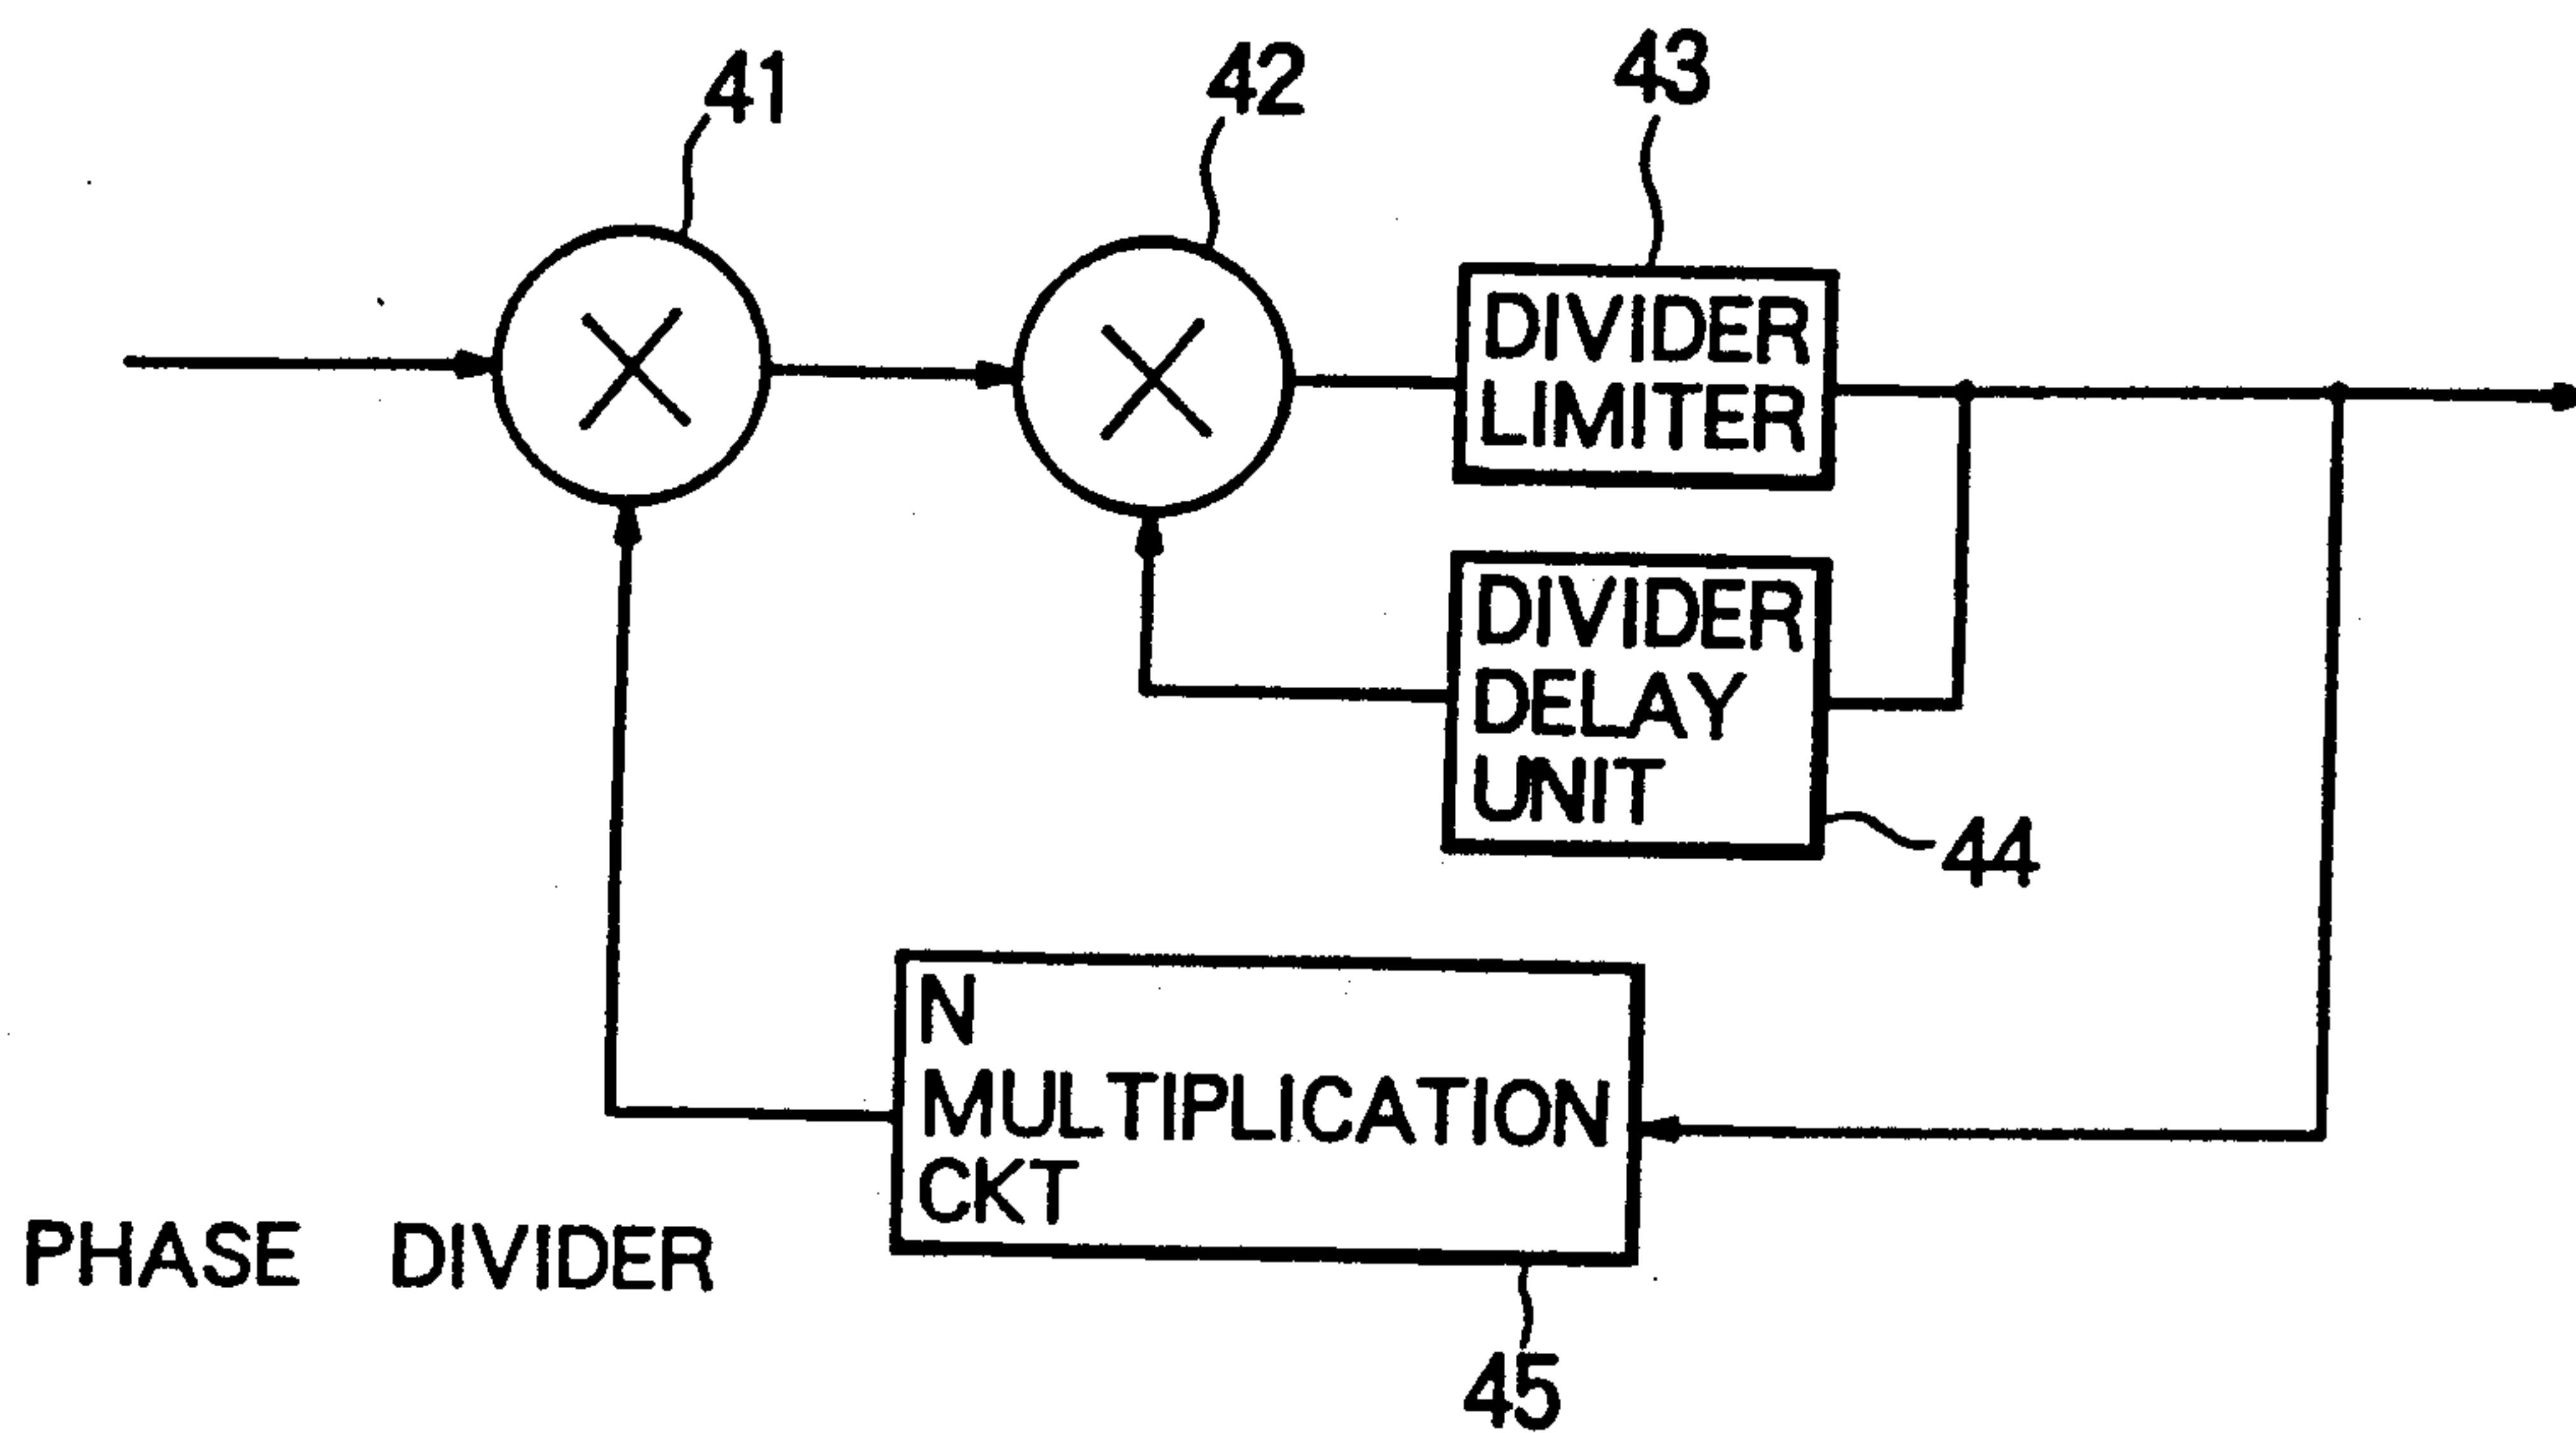 41
42
43
DIVIDER
LIMITER
DIVIDER
DELAY
UNIT
44
N
MULTIPLICATION
CKT
45
PHASE DIVIDER